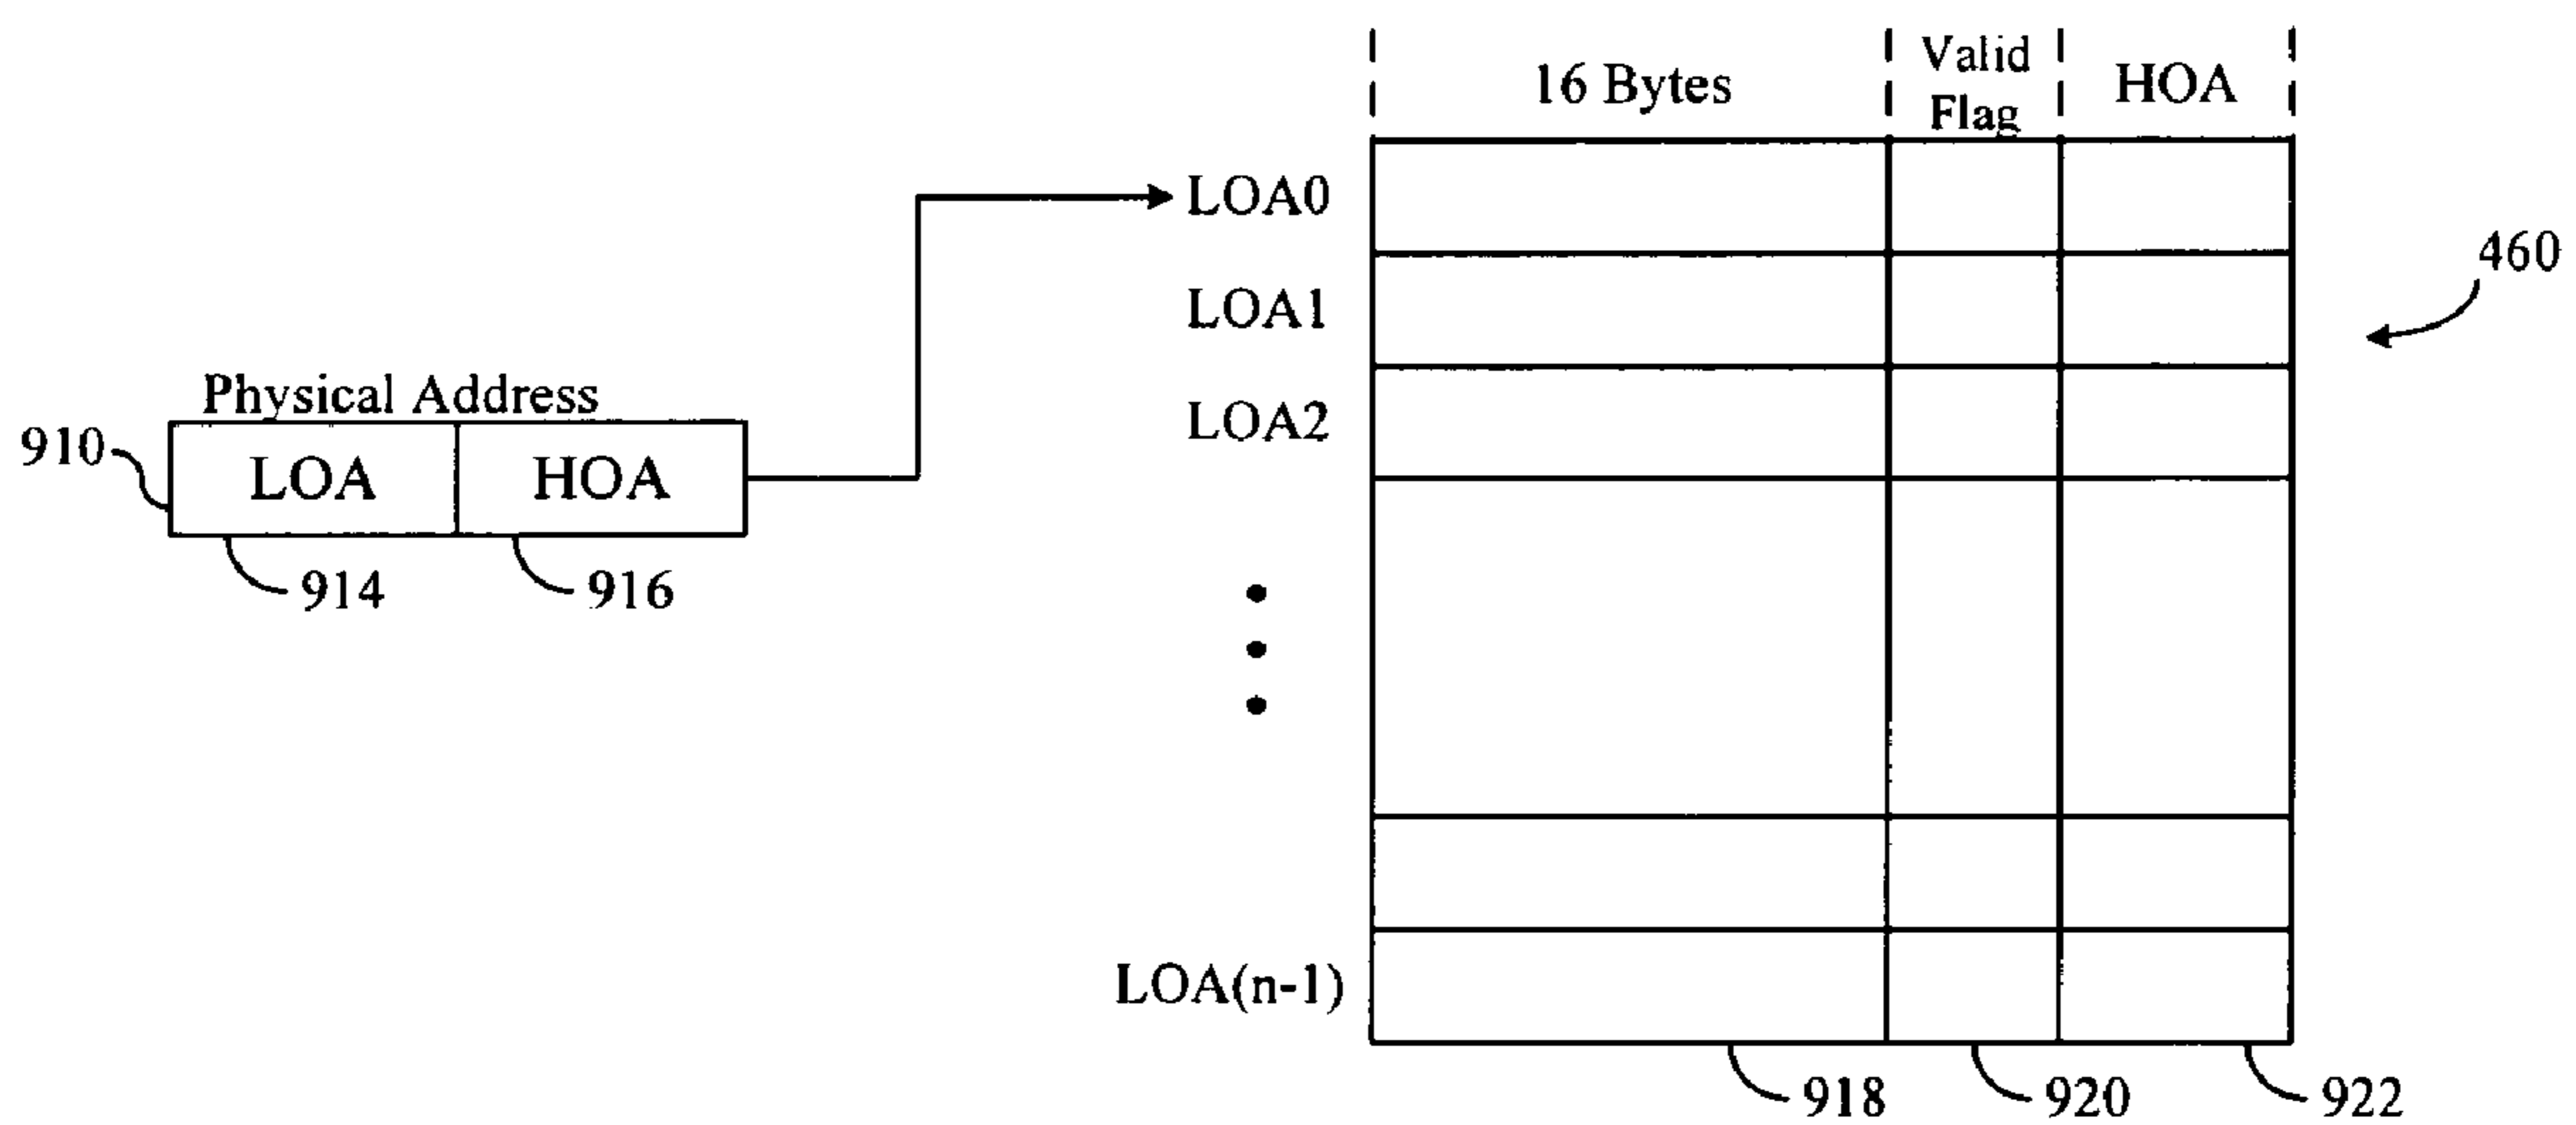 16 Bytes
Valid
Flag
HOA
LOA0
460
LOA1
Physical Address
LOA2
910
LOA
HOA
914
916
LOA(n-1)
918
920
922